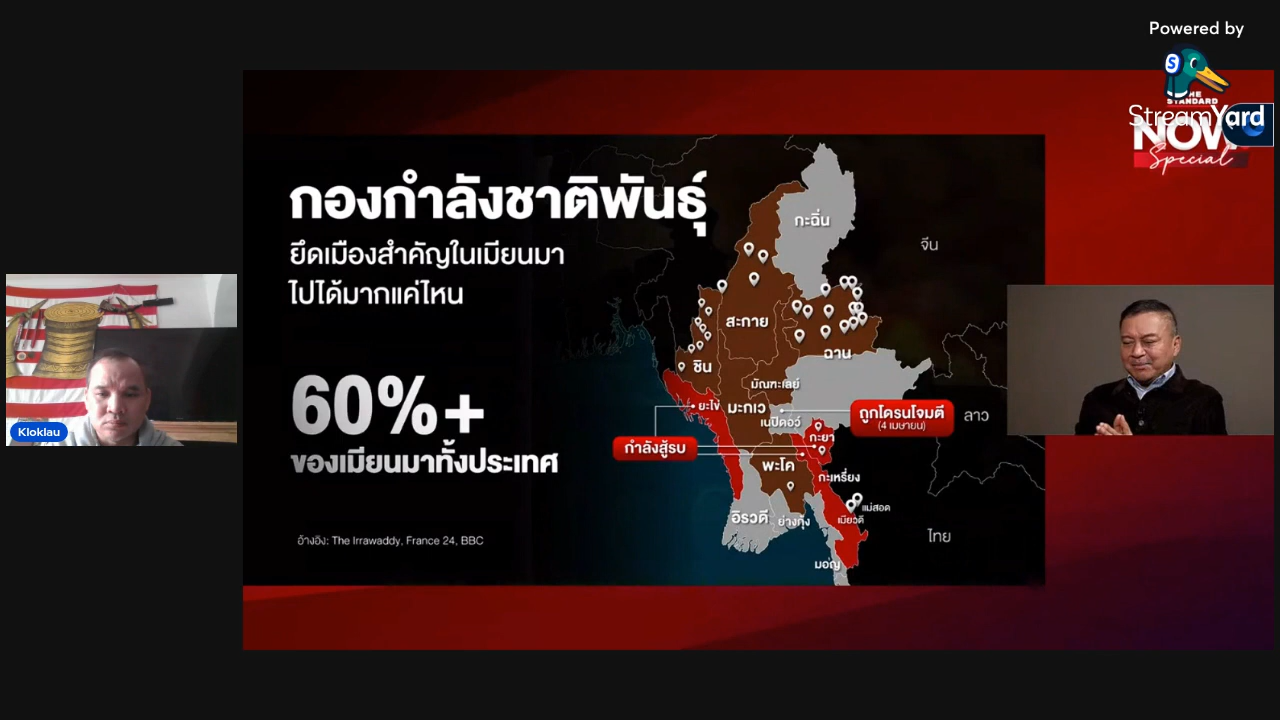 Powered by
StreamYard
THE
STANDARD
NOW
Special
กองกำลังชาติพันธุ์
ยึดเมืองสำคัญในเมียนมา
ไปได้มากแค่ไหน
60%+
ของเมียนมาทั้งประเทศ
อ้างอิง: The Irrawaddy, France 24, BBC
กะฉิ่น
จีน
สะกาย
ฉาน
ชิน
มัณฑะเลย์
ยะไข่
มะกเว
เนปิดอว์
ถูกโดรนโจมตี
(4 เมษายน)
ลาว
กำลังสู้รบ
กะยา
พะโค
กะเหรี่ยง
แม่สอด
เมียวดี
อิรวดี
ย่างกุ้ง
ไทย
มอญ
Kloklau